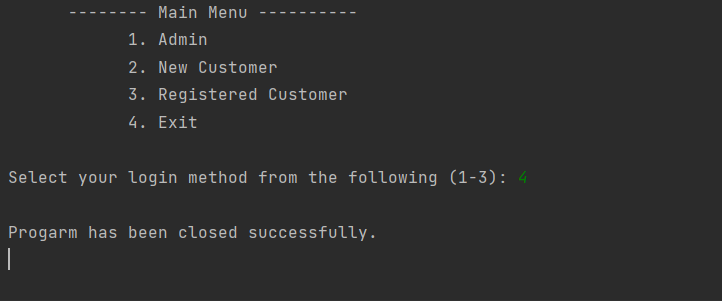 -------- Main Menu ----------
1. Admin
2. New Customer
3. Registered Customer
4. Exit
Select your login method from the following (1-3): 4
Progarm has been closed successfully.